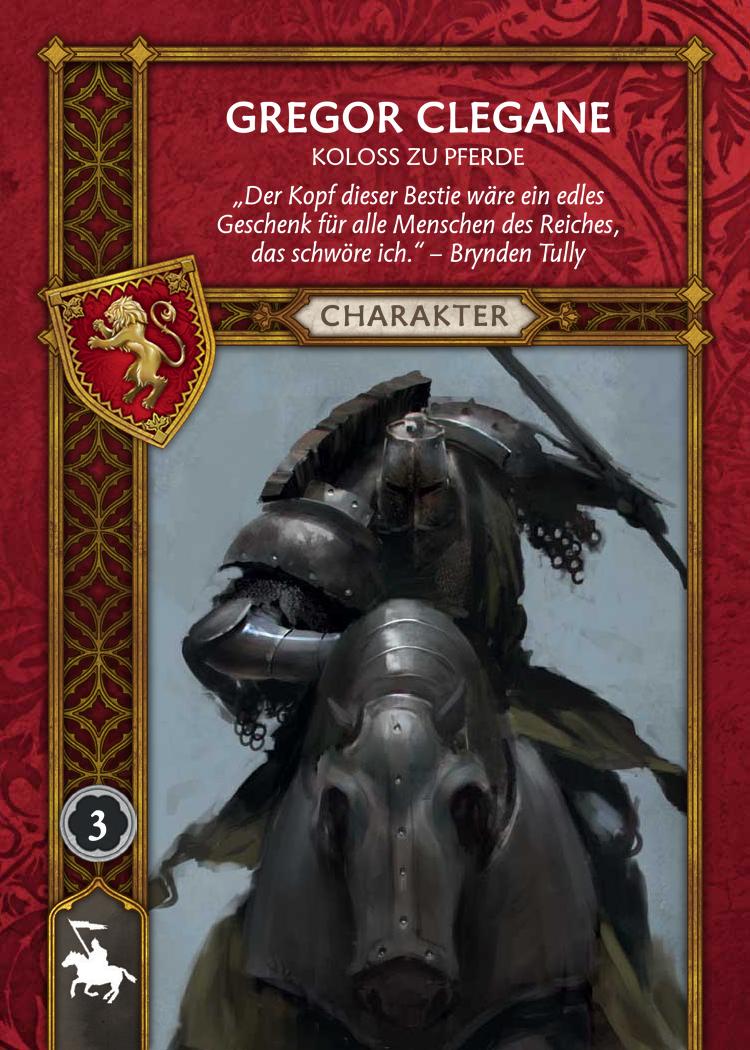 GREGOR CLEGANE
KOLOSS ZU PFERDE
„Der Kopf dieser Bestie wäre ein edles
Geschenk für alle Menschen des Reiches,
das schwöre ich.“ – Brynden Tully
CHARAKTER
3